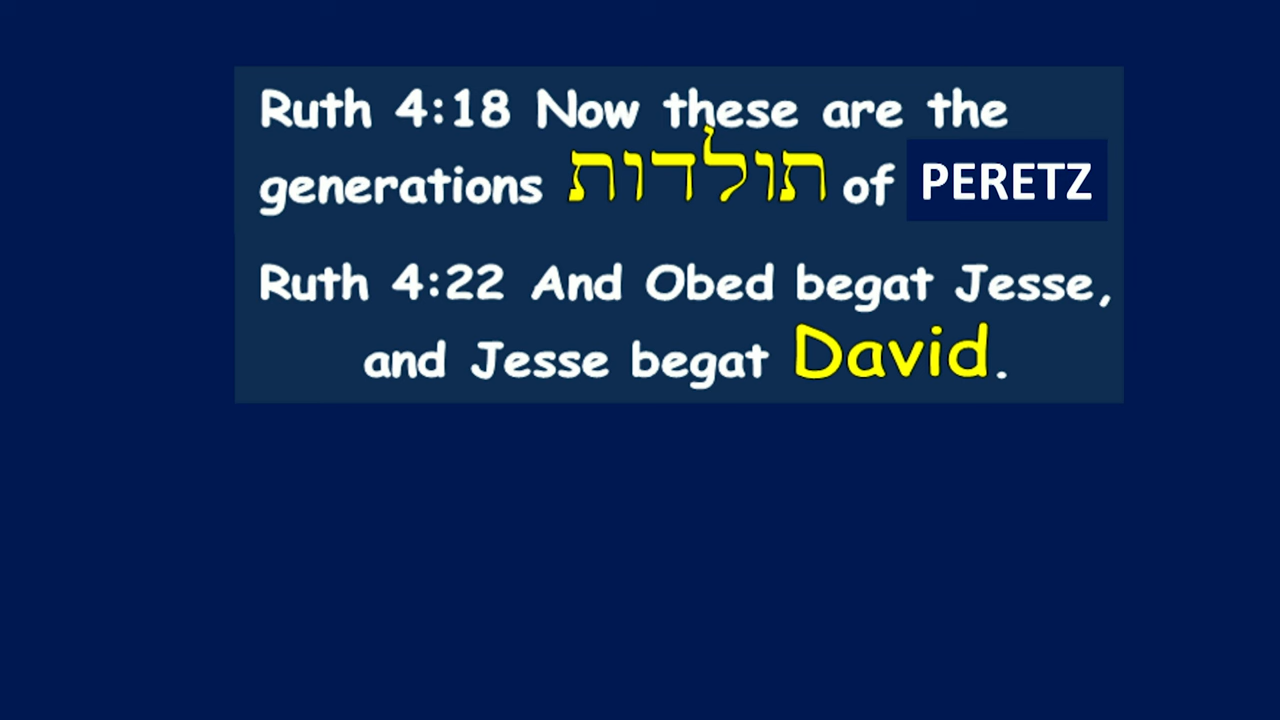 Ruth 4:18 Now these are the
generations תולדות of PERETZ
Ruth 4:22 And Obed begat Jesse,
and Jesse begat David.